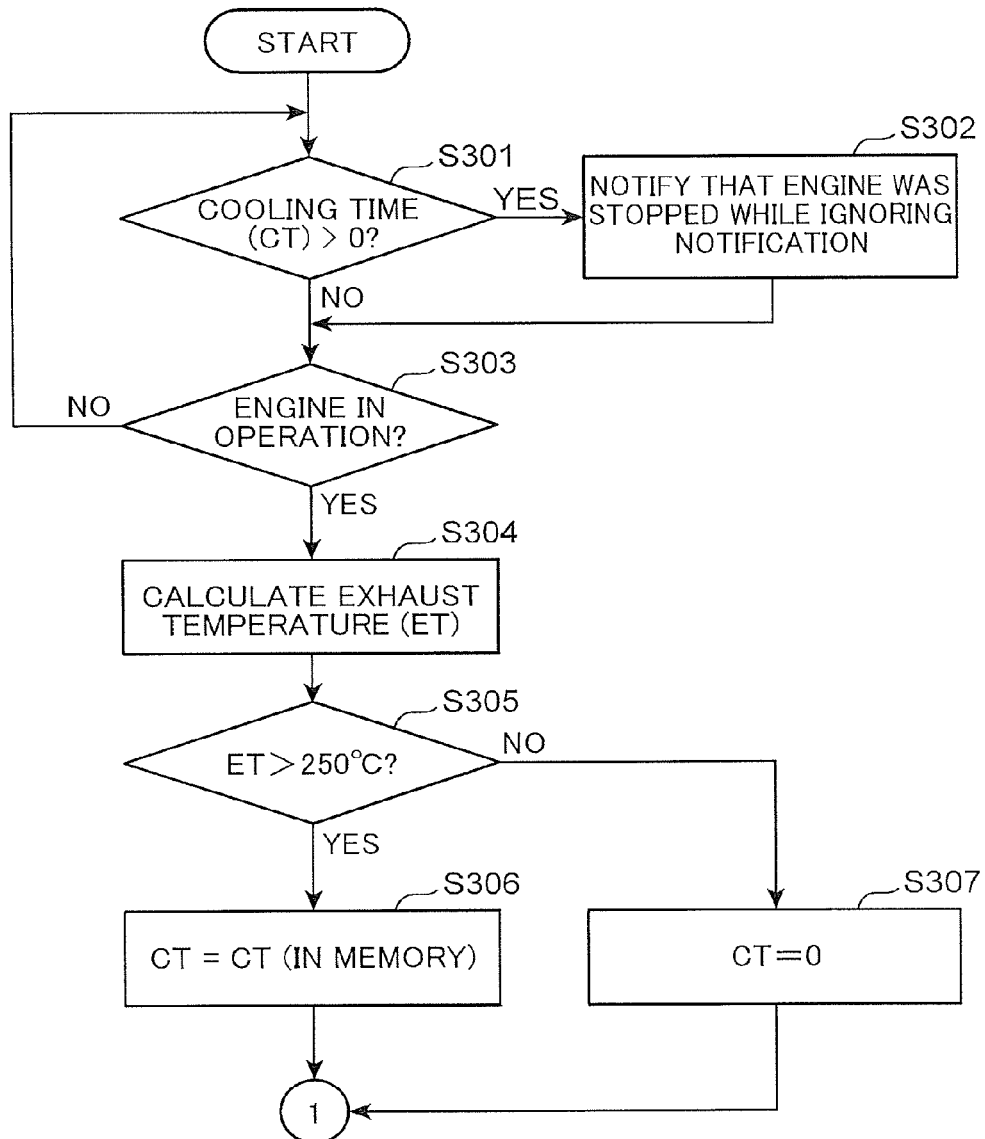 START
S301
COOLING TIME
(CT) > 0?
YES
S302
NOTIFY THAT ENGINE WAS
STOPPED WHILE IGNORING
NOTIFICATION
NO
S303
ENGINE IN
OPERATION?
NO
YES
S304
CALCULATE EXHAUST
TEMPERATURE (ET)
S305
ET＞250°C?
NO
YES
S306
CT = CT (IN MEMORY)
S307
CT=0
1